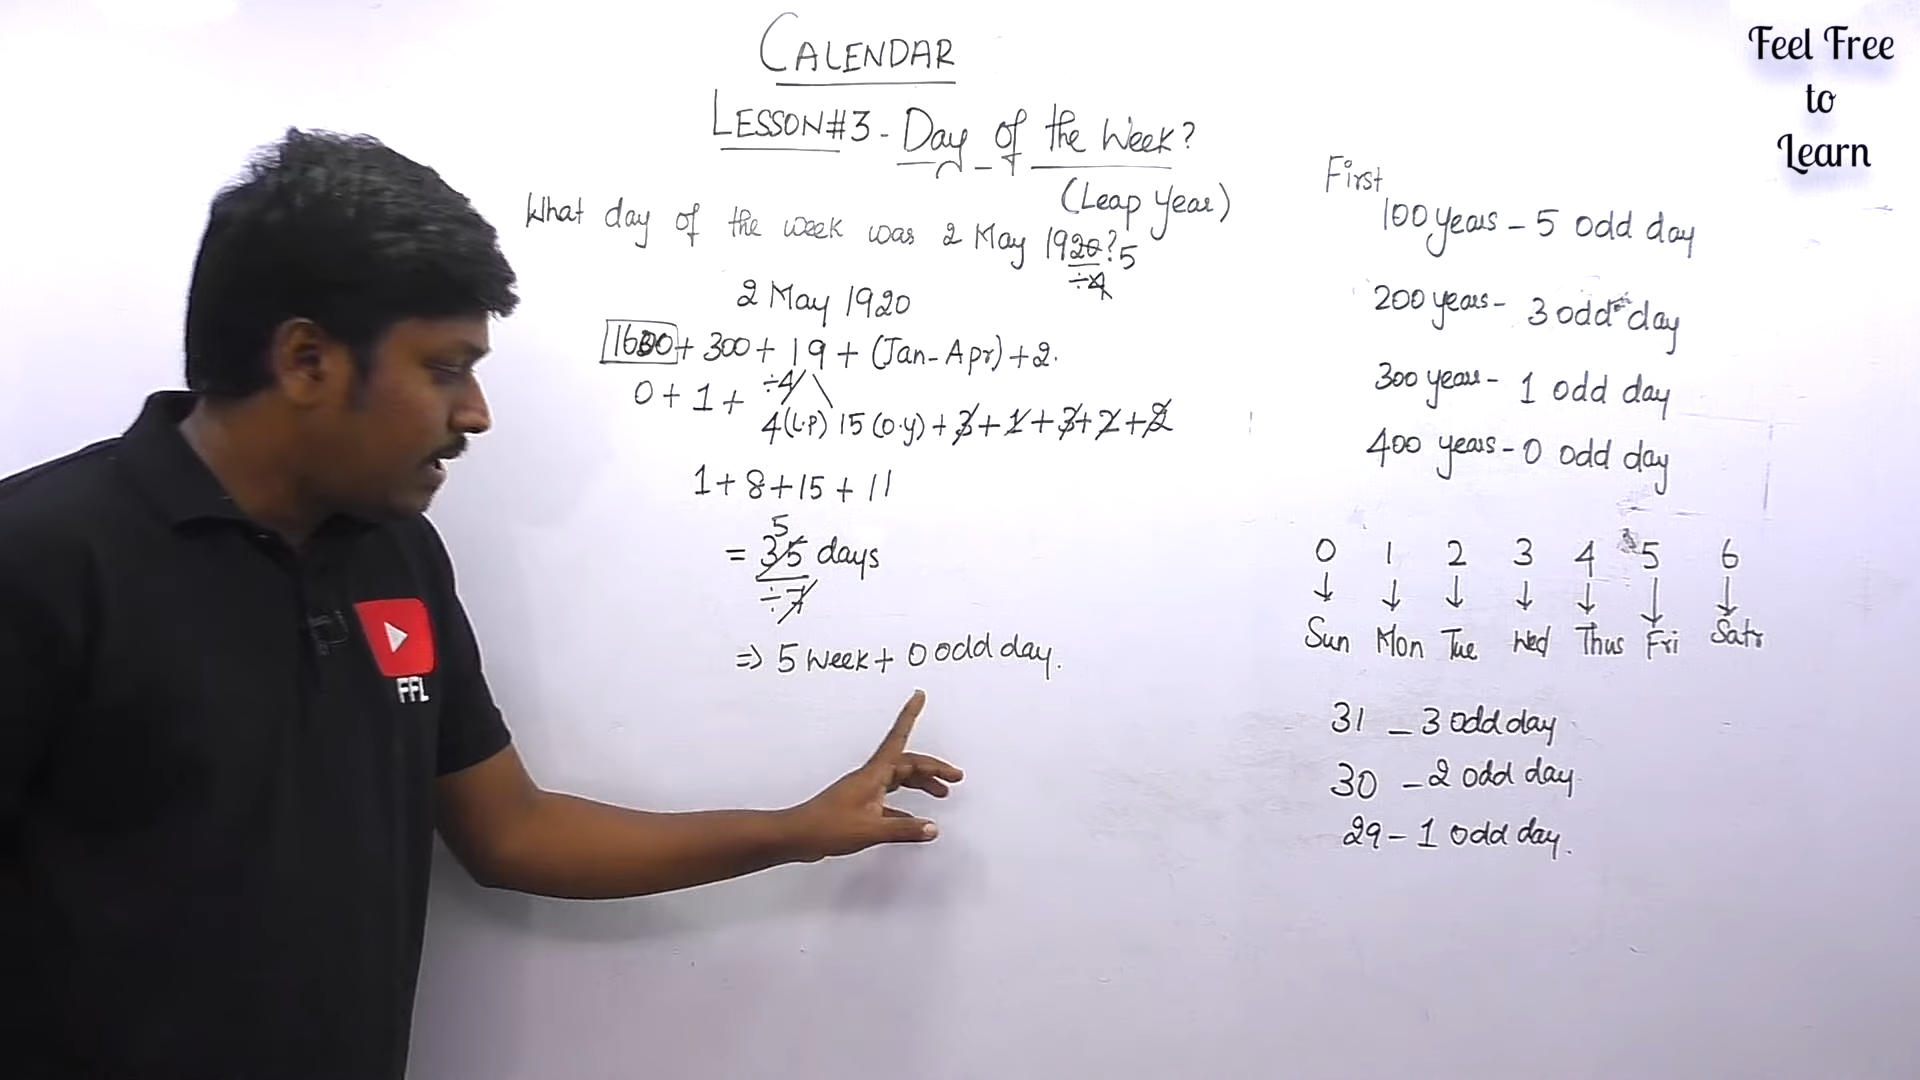 CALENDAR
LESSON#3 - Day of the Week?
(Leap Year)
What day of the week was 2 May 1920? 5
÷4
2 May 1920
1600 + 300 + 19 + (Jan - Apr) + 2.
0 + 1 + ÷4
4(L.P) 15 (O.Y) + 3 + 1 + 3 + 2 + 2
1 + 8 + 15 + 11
5
= 35 days
÷7
⇒ 5 week + 0 odd day.
FFL
Feel Free
to
Learn
First
100 years - 5 odd day
200 years - 3 odd day
300 years - 1 odd day
400 years - 0 odd day
0 1 2 3 4 5 6
↓ ↓ ↓ ↓ ↓ ↓ ↓
Sun Mon Tue Wed Thus Fri Satr
31 - 3 odd day
30 - 2 odd day
29 - 1 odd day.